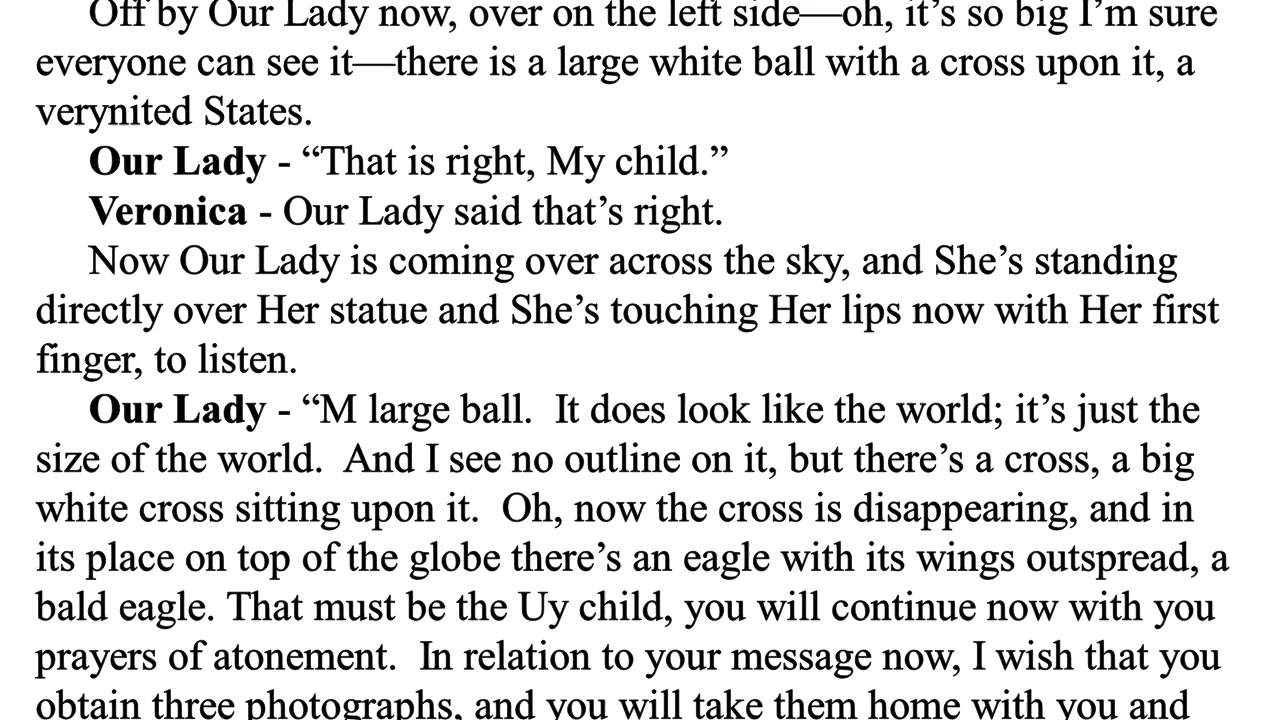 Off by Our Lady now, over on the left side—oh, it’s so big I’m sure
everyone can see it—there is a large white ball with a cross upon it, a
verynited States.
Our Lady - “That is right, My child.”
Veronica - Our Lady said that’s right.
Now Our Lady is coming over across the sky, and She’s standing
directly over Her statue and She’s touching Her lips now with Her first
finger, to listen.
Our Lady - “M large ball.  It does look like the world; it’s just the
size of the world.  And I see no outline on it, but there’s a cross, a big
white cross sitting upon it.  Oh, now the cross is disappearing, and in
its place on top of the globe there’s an eagle with its wings outspread, a
bald eagle. That must be the Uy child, you will continue now with you
prayers of atonement.  In relation to your message now, I wish that you
obtain three photographs, and you will take them home with you and